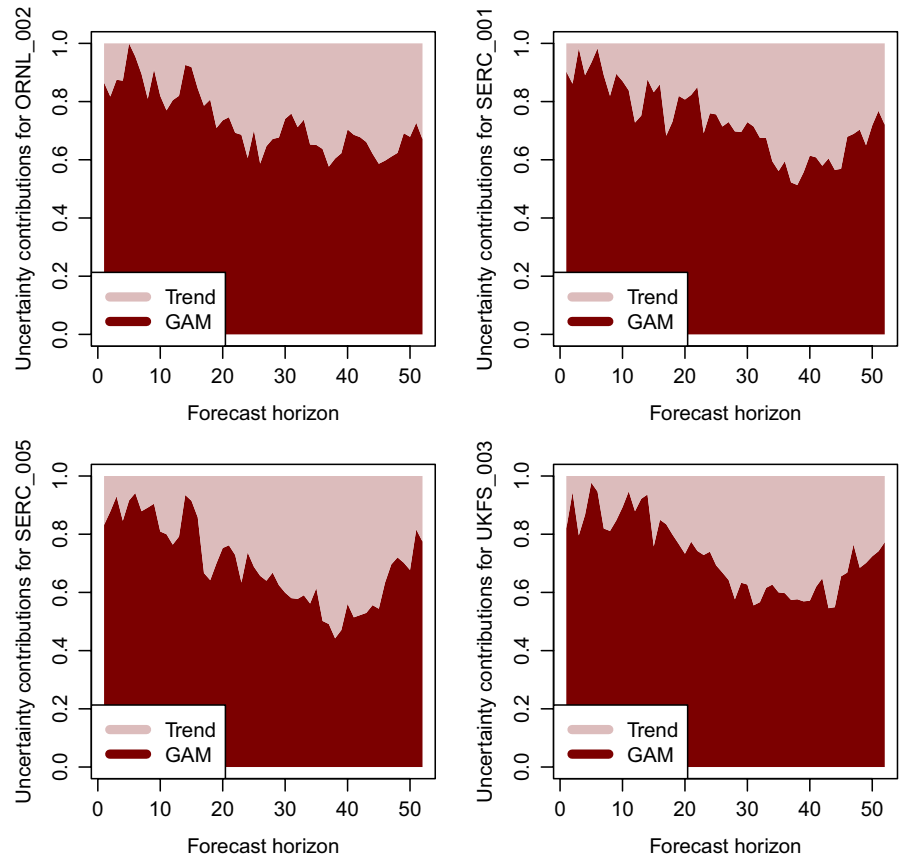 Uncertainty contributions for ORNL_002
1.0
0.8
0.6
0.4
0.2
0.0
Trend
GAM
0 10 20 30 40 50
Forecast horizon
Uncertainty contributions for SERC_001
1.0
0.8
0.6
0.4
0.2
0.0
Trend
GAM
0 10 20 30 40 50
Forecast horizon
Uncertainty contributions for SERC_005
1.0
0.8
0.6
0.4
0.2
0.0
Trend
GAM
0 10 20 30 40 50
Forecast horizon
Uncertainty contributions for UKFS_003
1.0
0.8
0.6
0.4
0.2
0.0
Trend
GAM
0 10 20 30 40 50
Forecast horizon